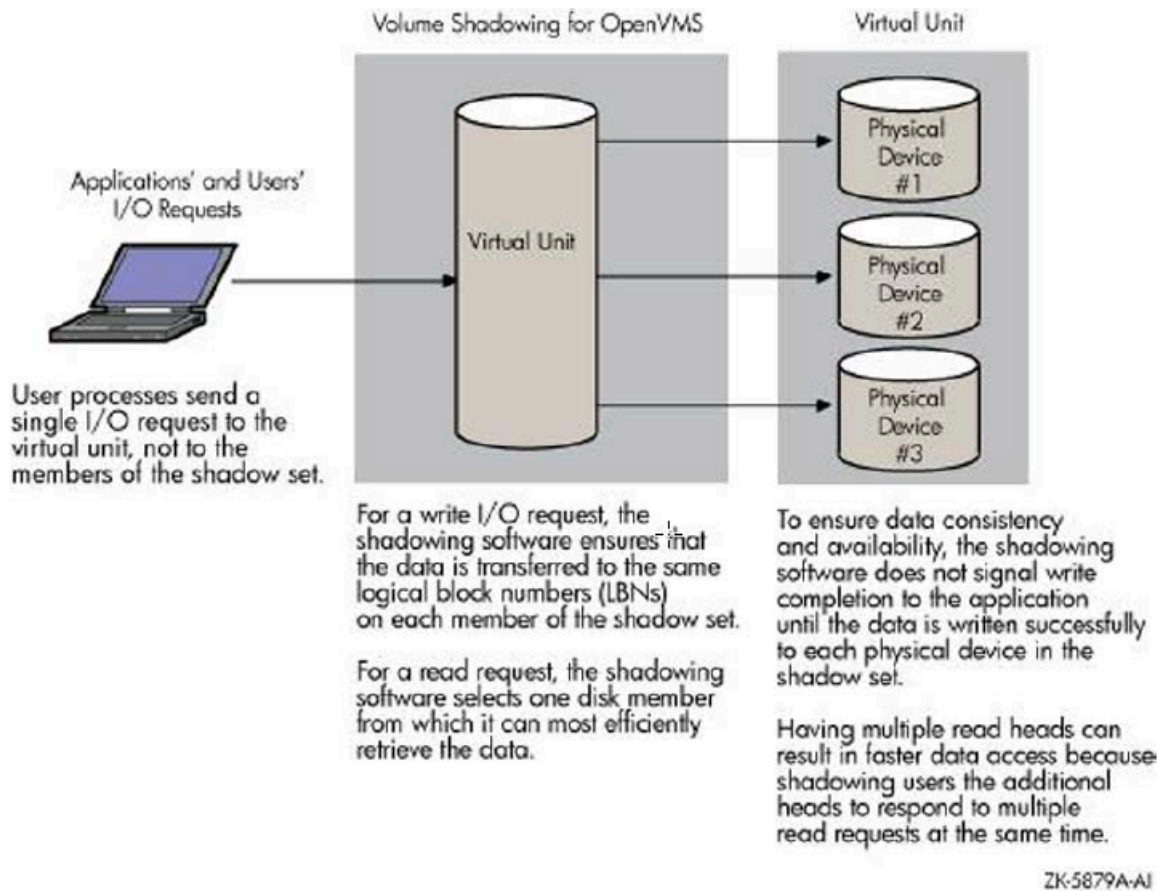 Volume Shadowing for OpenVMS
Virtual Unit
Applications' and Users'
I/O Requests
Virtual Unit
Physical
Device
#1
Physical
Device
#2
Physical
Device
#3
User processes send a
single I/O request to the
virtual unit, not to the
members of the shadow set.
For a write I/O request, the
shadowing software ensures that
the data is transferred to the same
logical block numbers (LBNs)
on each member of the shadow set.
For a read request, the shadowing
software selects one disk member
from which it can most efficiently
retrieve the data.
To ensure data consistency
and availability, the shadowing
software does not signal write
completion to the application
until the data is written successfully
to each physical device in the
shadow set.
Having multiple read heads can
result in faster data access because
shadowing users the additional
heads to respond to multiple
read requests at the same time.
ZK-5879A-AI